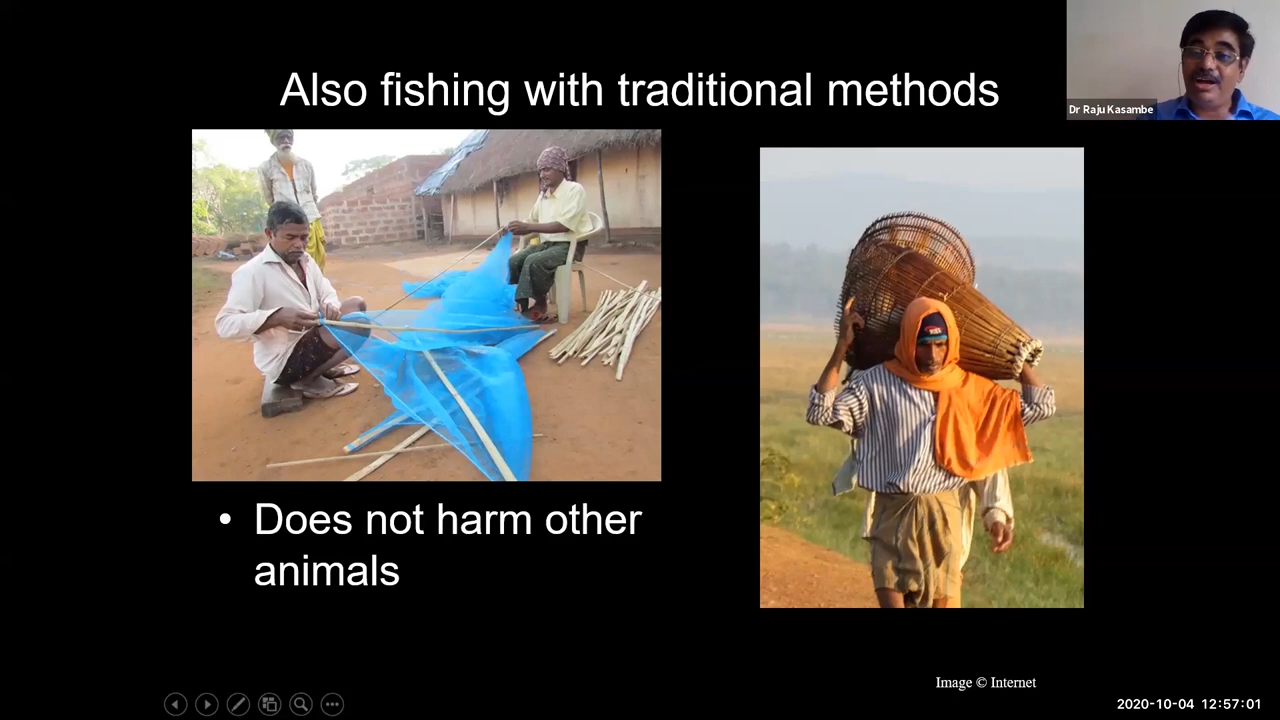 Also fishing with traditional methods
Dr Raju Kasambe
• Does not harm other
animals
Image © Internet
2020-10-04 12:57:01